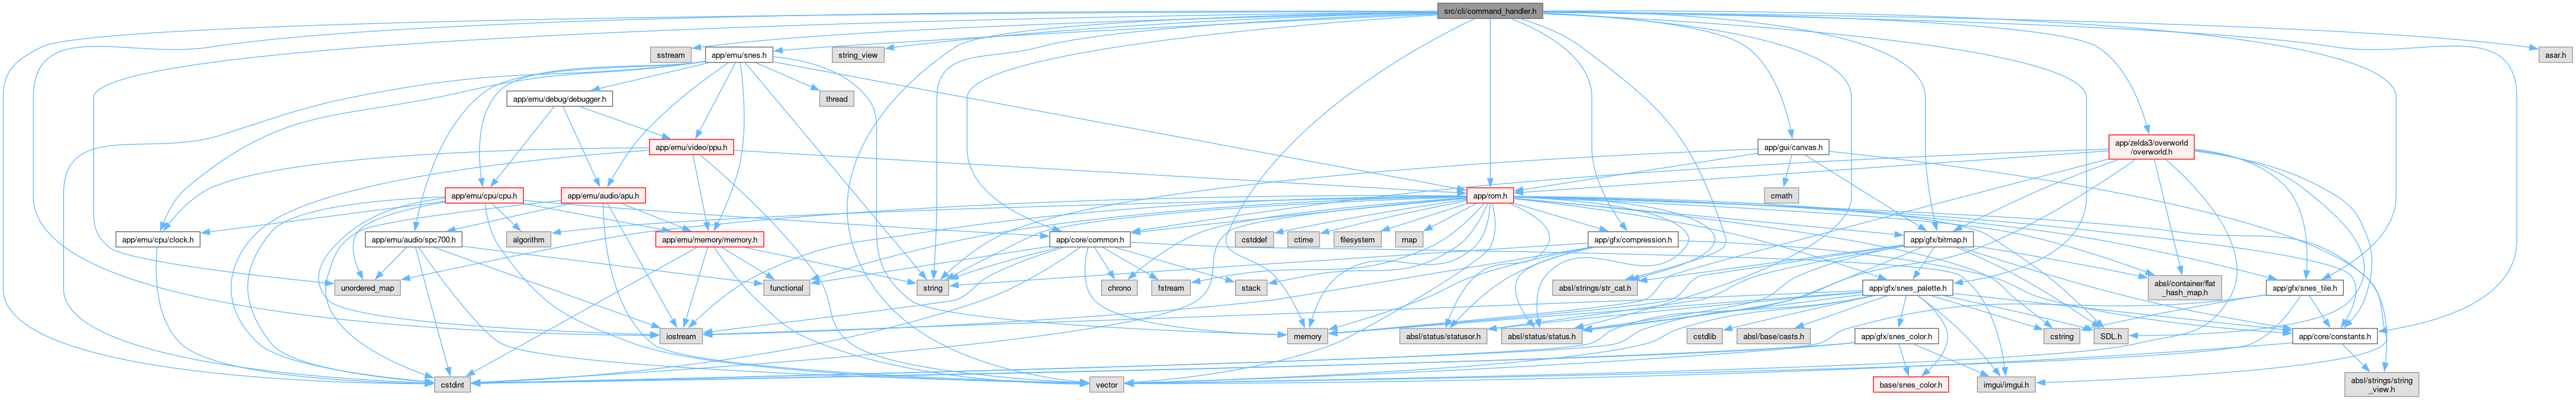 src/cli/command_handler.h
sstream
app/emu/snes.h
string_view
asar.h
app/emu/debug/debugger.h
thread
app/emu/video/ppu.h
app/gui/canvas.h
app/zelda3/overworld
/overworld.h
app/emu/cpu/cpu.h
app/emu/audio/apu.h
app/rom.h
cmath
app/emu/cpu/clock.h
app/emu/audio/spc700.h
algorithm
app/emu/memory/memory.h
app/core/common.h
cstddef
ctime
filesystem
map
app/gfx/compression.h
app/gfx/bitmap.h
unordered_map
functional
string
chrono
fstream
stack
absl/strings/str_cat.h
app/gfx/snes_palette.h
absl/container/flat
_hash_map.h
app/gfx/snes_tile.h
iostream
memory
absl/status/statusor.h
absl/status/status.h
cstdlib
absl/base/casts.h
app/gfx/snes_color.h
cstring
SDL.h
app/core/constants.h
cstdint
vector
base/snes_color.h
imgui/imgui.h
absl/strings/string
_view.h